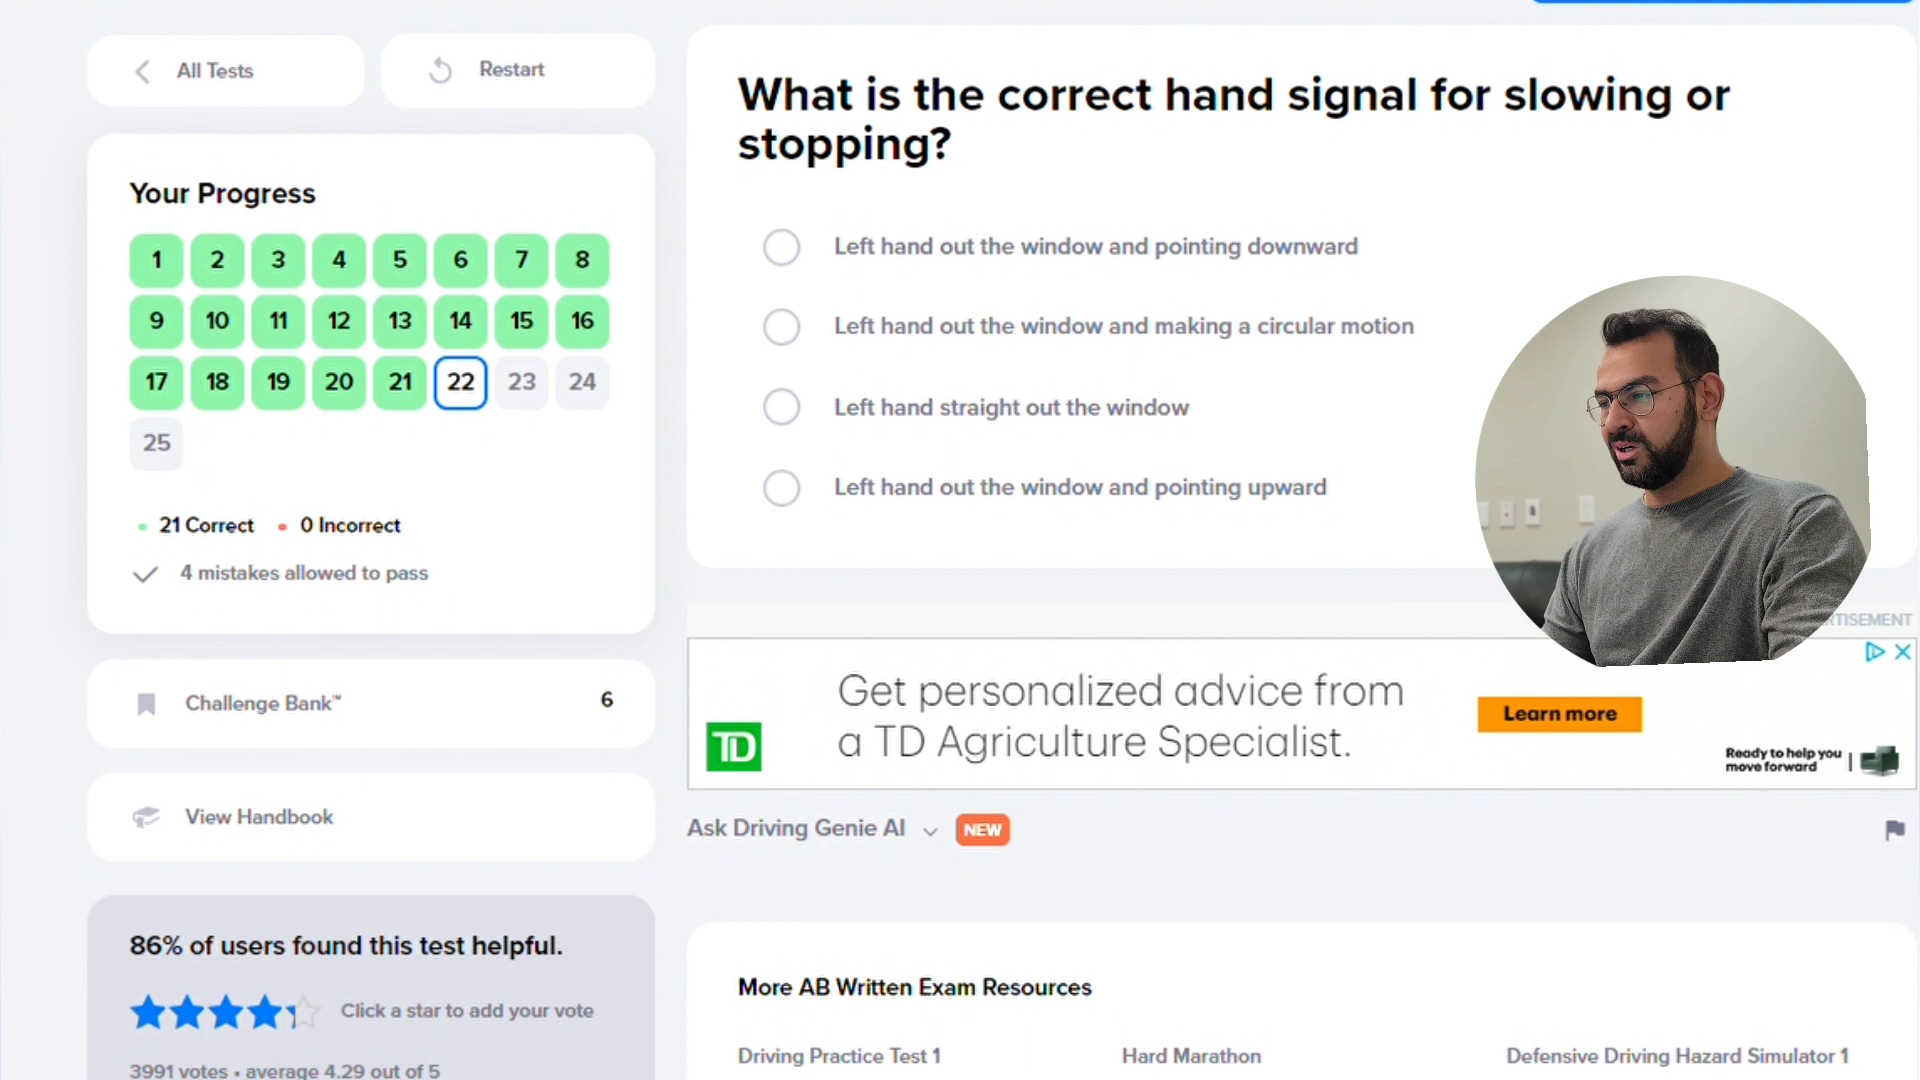 All Tests
Restart
Your Progress
1 2 3 4 5 6 7 8
9 10 11 12 13 14 15 16
17 18 19 20 21 22 23 24
25
21 Correct 0 Incorrect
4 mistakes allowed to pass
Challenge Bank™ 6
View Handbook
86% of users found this test helpful.
Click a star to add your vote
3991 votes • average 4.29 out of 5
What is the correct hand signal for slowing or
stopping?
Left hand out the window and pointing downward
Left hand out the window and making a circular motion
Left hand straight out the window
Left hand out the window and pointing upward
TD
Get personalized advice from
a TD Agriculture Specialist.
Learn more
Ready to help you
move forward
Ask Driving Genie AI NEW
More AB Written Exam Resources
Driving Practice Test 1
Hard Marathon
Defensive Driving Hazard Simulator 1